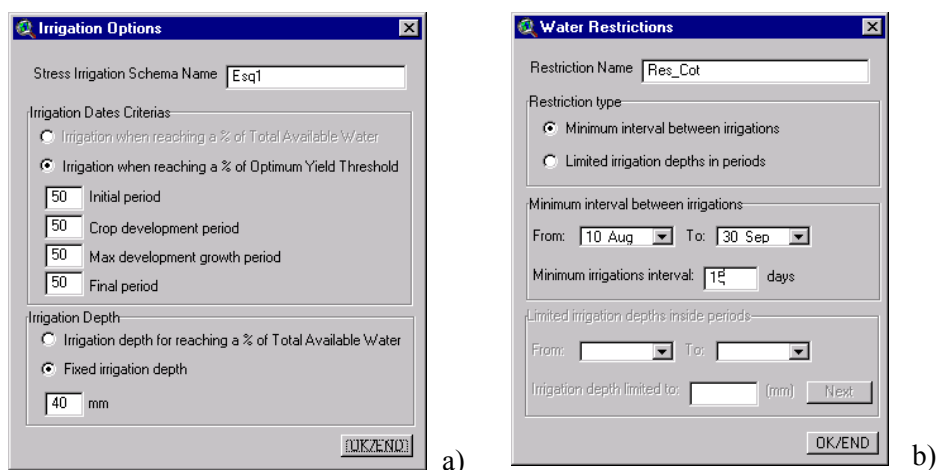 Irrigation Options
Stress Irrigation Schema Name Esq1
Irrigation Dates Criterias
Irrigation when reaching a % of Total Available Water
Irrigation when reaching a % of Optimum Yield Threshold
50 Initial period
50 Crop development period
50 Max development growth period
50 Final period
Irrigation Depth
Irrigation depth for reaching a % of Total Available Water
Fixed irrigation depth
40 mm
OK/END
a)
Water Restrictions
Restriction Name Res_Cot
Restriction type
Minimum interval between irrigations
Limited irrigation depths in periods
Minimum interval between irrigations
From: 10 Aug To: 30 Sep
Minimum irrigations interval: days
Limited irrigation depths inside periods
From: To:
Irrigation depth limited to: (mm) Next
OK/END
b)